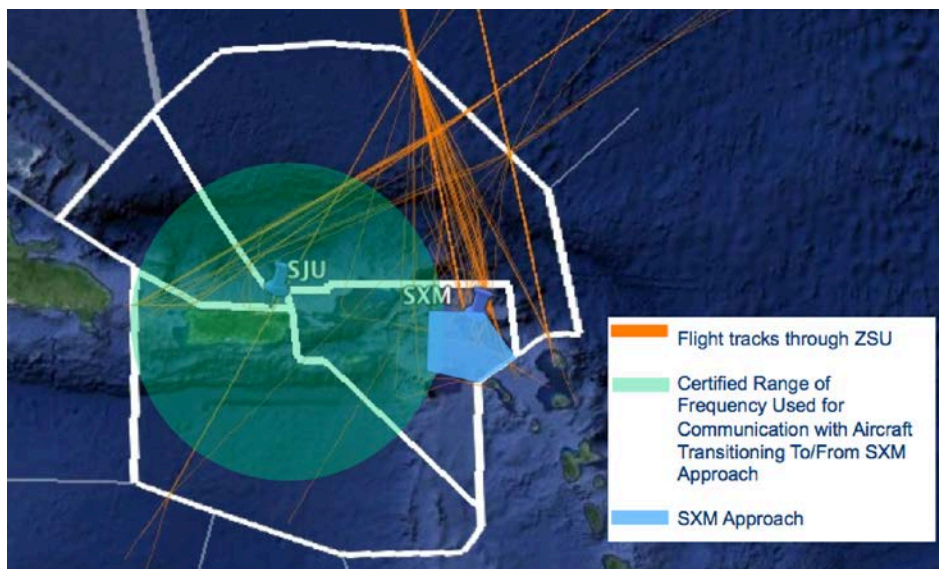 SJU
SXM
Flight tracks through ZSU
Certified Range of
Frequency Used for
Communication with Aircraft
Transitioning To/From SXM
Approach
SXM Approach